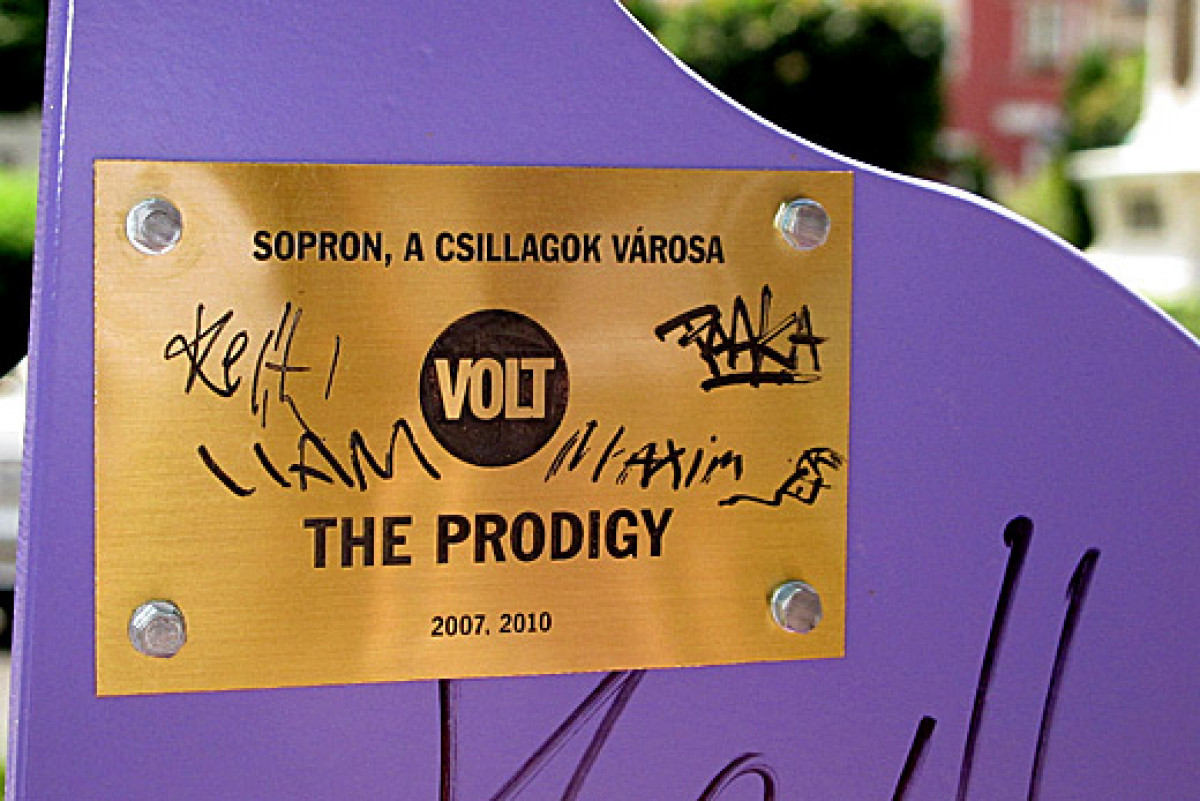 SOPRON, A CSILLAGOK VÁROSA
Keith
VOLT
LIAM
Maxim
THE PRODIGY
2007, 2010